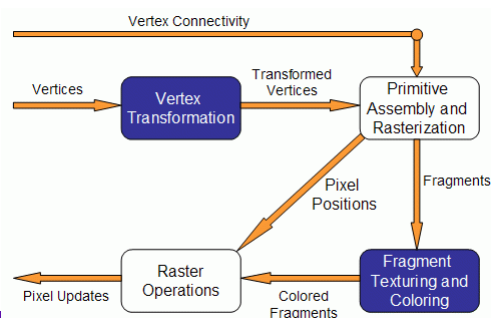 Vertex Connectivity
Vertices
Vertex
Transformation
Transformed
Vertices
Primitive
Assembly and
Rasterization
Pixel
Positions
Fragments
Fragment
Texturing and
Coloring
Colored
Fragments
Raster
Operations
Pixel Updates